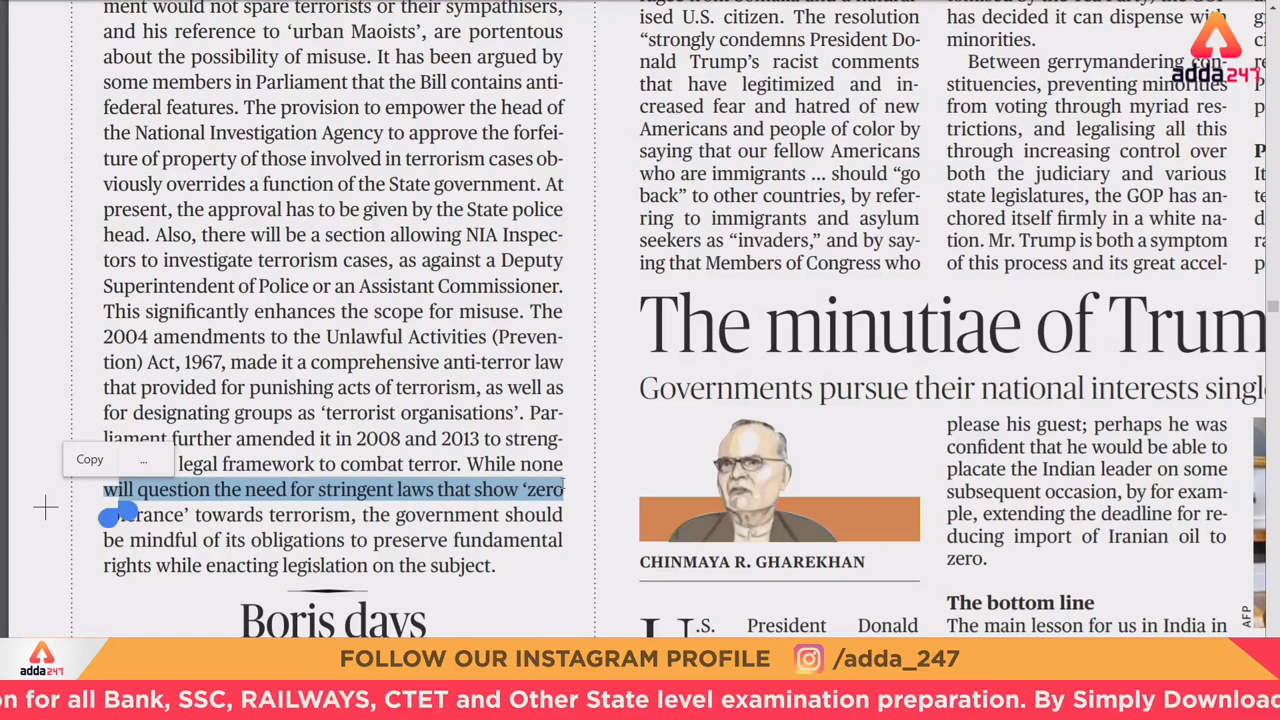 ment would not spare terrorists or their sympathisers,
and his reference to ‘urban Maoists’, are portentous
about the possibility of misuse. It has been argued by
some members in Parliament that the Bill contains anti-
federal features. The provision to empower the head of
the National Investigation Agency to approve the forfei-
ture of property of those involved in terrorism cases ob-
viously overrides a function of the State government. At
present, the approval has to be given by the State police
head. Also, there will be a section allowing NIA Inspec-
tors to investigate terrorism cases, as against a Deputy
Superintendent of Police or an Assistant Commissioner.
This significantly enhances the scope for misuse. The
2004 amendments to the Unlawful Activities (Preven-
tion) Act, 1967, made it a comprehensive anti-terror law
that provided for punishing acts of terrorism, as well as
for designating groups as ‘terrorist organisations’. Par-
liament further amended it in 2008 and 2013 to streng-
legal framework to combat terror. While none
will question the need for stringent laws that show ‘zero
towards terrorism, the government should
be mindful of its obligations to preserve fundamental
rights while enacting legislation on the subject.
Copy
...
Boris days
ised U.S. citizen. The resolution
“strongly condemns President Do-
nald Trump’s racist comments
that have legitimized and in-
creased fear and hatred of new
Americans and people of color by
saying that our fellow Americans
who are immigrants ... should “go
back” to other countries, by refer-
ring to immigrants and asylum
seekers as “invaders,” and by say-
ing that Members of Congress who
has decided it can dispense with
minorities.
Between gerrymandering con-
stituencies, preventing minorities
from voting through myriad res-
trictions, and legalising all this
through increasing control over
both the judiciary and various
state legislatures, the GOP has an-
chored itself firmly in a white na-
tion. Mr. Trump is both a symptom
of this process and its great accel-
The minutiae of Trum
Governments pursue their national interests singl
CHINMAYA R. GHAREKHAN
U.S. President Donald
please his guest; perhaps he was
confident that he would be able to
placate the Indian leader on some
subsequent occasion, by for exam-
ple, extending the deadline for re-
ducing import of Iranian oil to
zero.
The bottom line
The main lesson for us in India in
AFP
adda247
adda247
FOLLOW OUR INSTAGRAM PROFILE /adda_247
on for all Bank, SSC, RAILWAYS, CTET and Other State level examination preparation. By Simply Downloa